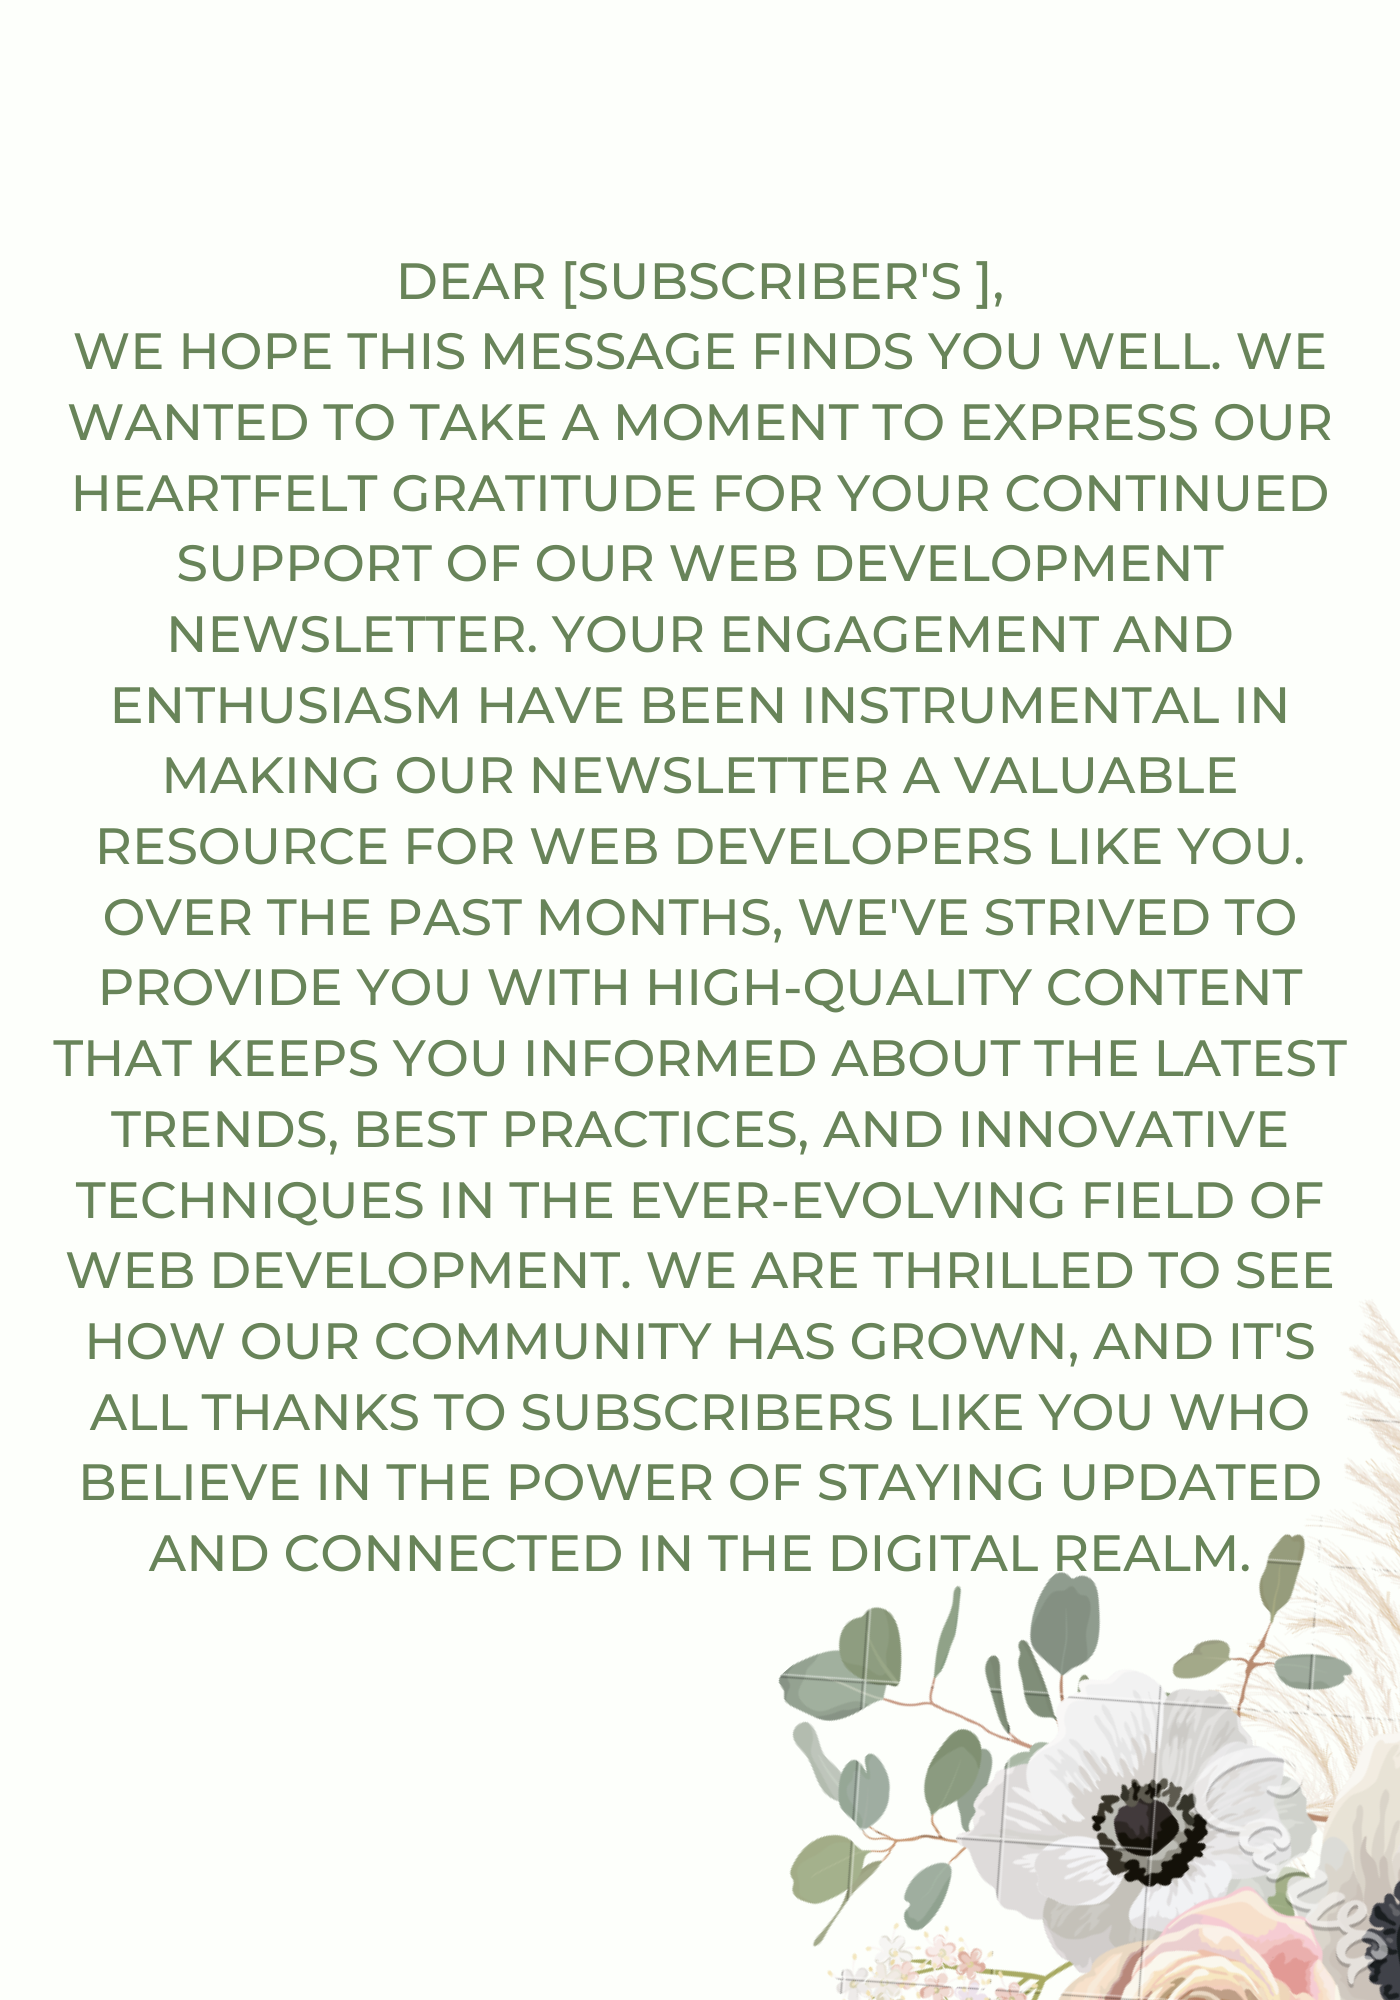 DEAR [SUBSCRIBER'S ],
WE HOPE THIS MESSAGE FINDS YOU WELL. WE
WANTED TO TAKE A MOMENT TO EXPRESS OUR
HEARTFELT GRATITUDE FOR YOUR CONTINUED
SUPPORT OF OUR WEB DEVELOPMENT
NEWSLETTER. YOUR ENGAGEMENT AND
ENTHUSIASM HAVE BEEN INSTRUMENTAL IN
MAKING OUR NEWSLETTER A VALUABLE
RESOURCE FOR WEB DEVELOPERS LIKE YOU.
OVER THE PAST MONTHS, WE'VE STRIVED TO
PROVIDE YOU WITH HIGH-QUALITY CONTENT
THAT KEEPS YOU INFORMED ABOUT THE LATEST
TRENDS, BEST PRACTICES, AND INNOVATIVE
TECHNIQUES IN THE EVER-EVOLVING FIELD OF
WEB DEVELOPMENT. WE ARE THRILLED TO SEE
HOW OUR COMMUNITY HAS GROWN, AND IT'S
ALL THANKS TO SUBSCRIBERS LIKE YOU WHO
BELIEVE IN THE POWER OF STAYING UPDATED
AND CONNECTED IN THE DIGITAL REALM.
Canva